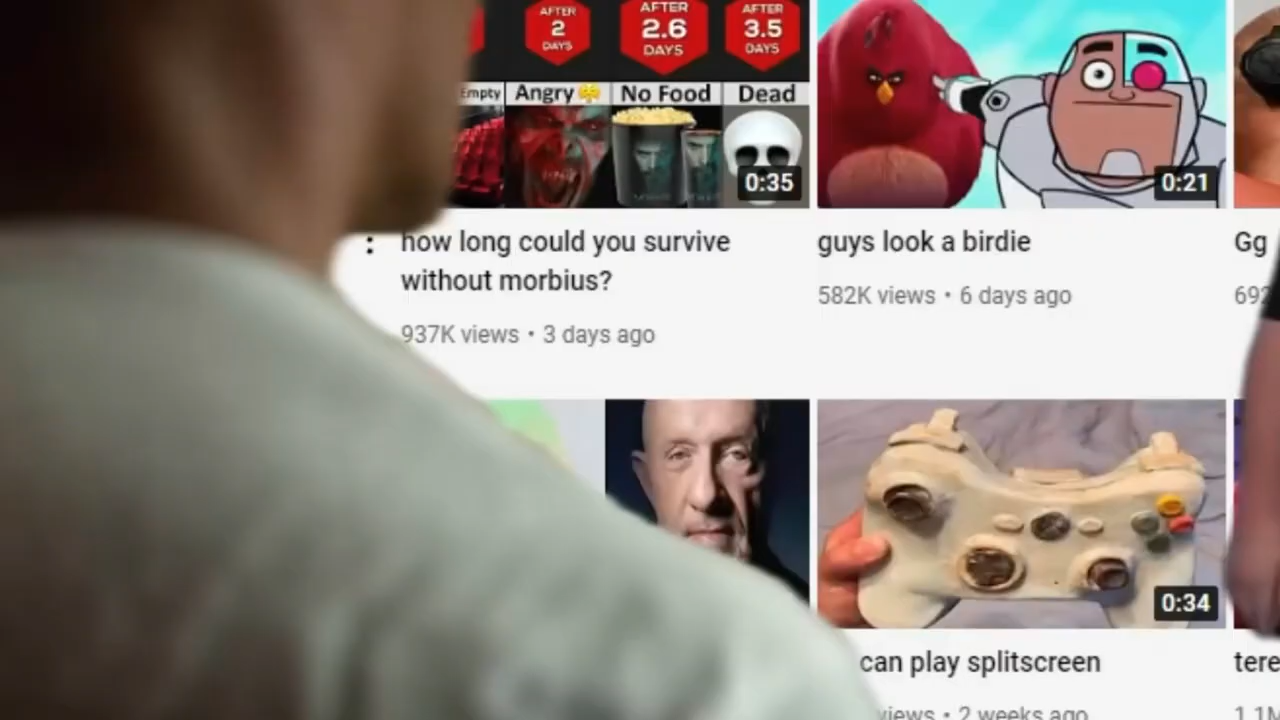 AFTER
2
DAYS
AFTER
2.6
DAYS
AFTER
3.5
DAYS
Empty
Angry
No Food
Dead
0:35
0:21
how long could you survive
without morbius?
937K views • 3 days ago
guys look a birdie
582K views • 6 days ago
Gg
0:34
can play splitscreen
views • 2 weeks ago